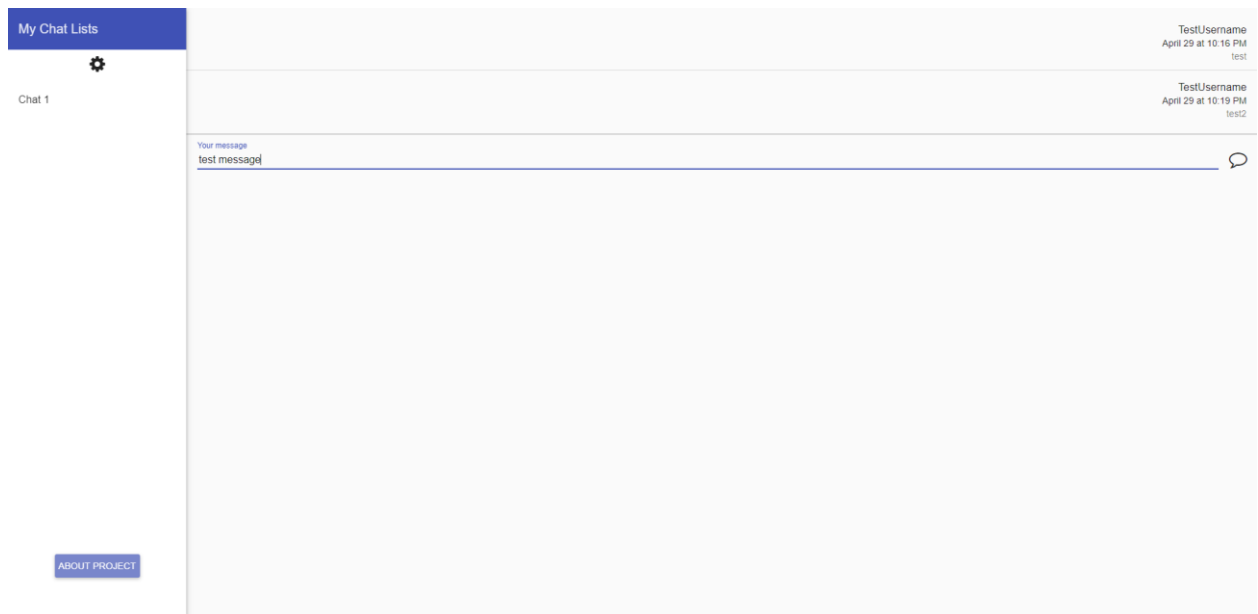 My Chat Lists
Chat 1
ABOUT PROJECT
TestUsername
April 29 at 10:16 PM
test
TestUsername
April 29 at 10:19 PM
test2
Your message
test message